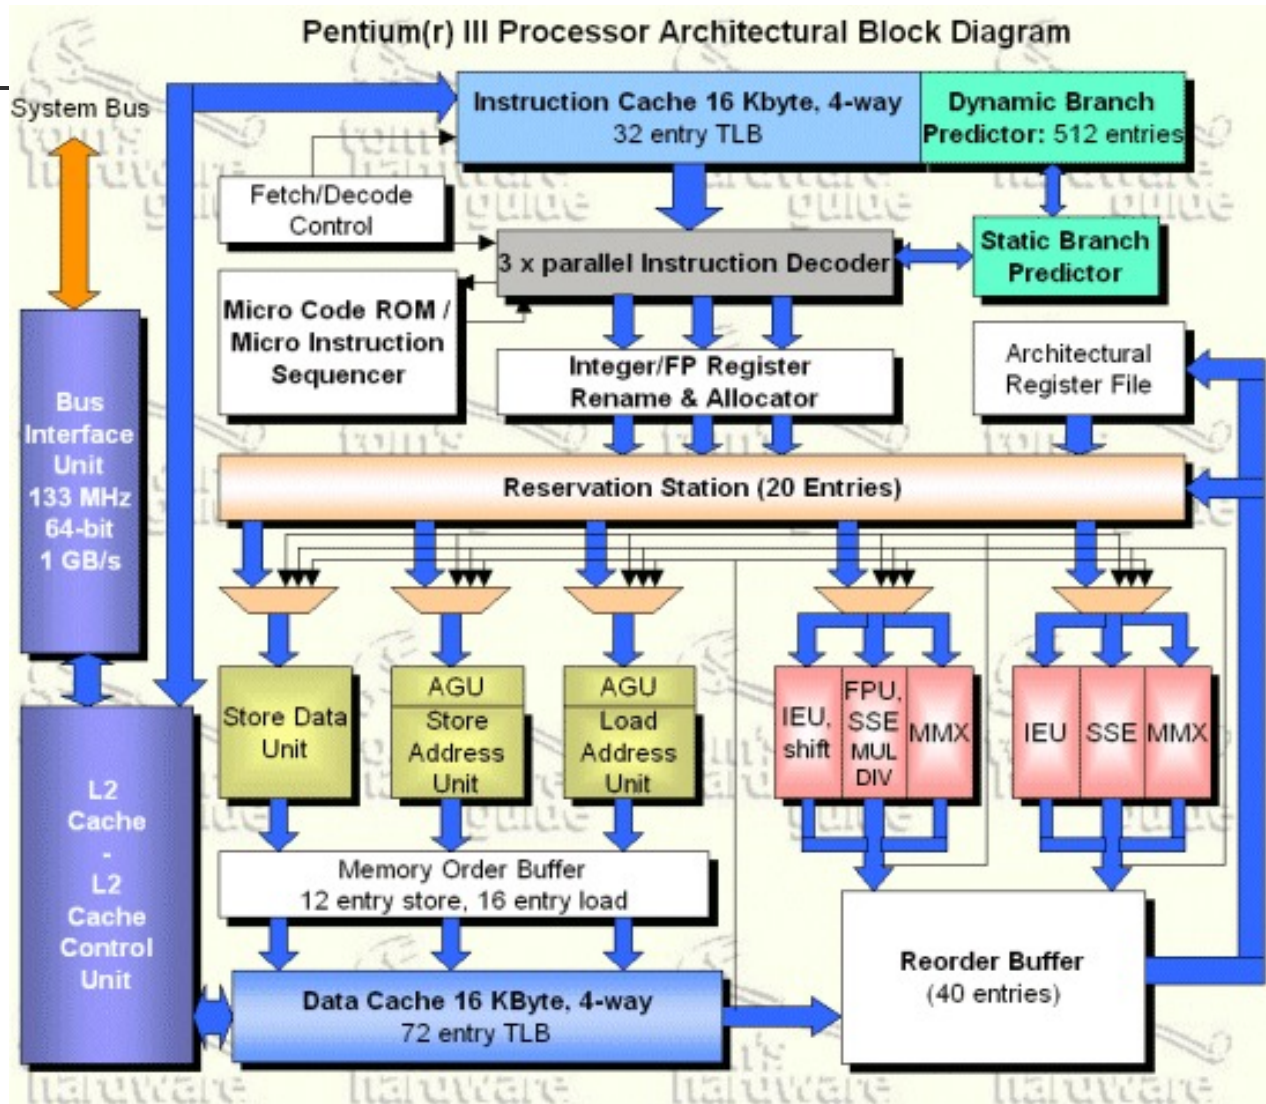 Pentium(r) III Processor Architectural Block Diagram
System Bus
Instruction Cache 16 Kbyte, 4-way
32 entry TLB
Dynamic Branch
Predictor: 512 entries
Fetch/Decode
Control
3 x parallel Instruction Decoder
Static Branch
Predictor
Micro Code ROM /
Micro Instruction
Sequencer
Integer/FP Register
Rename & Allocator
Architectural
Register File
Bus
Interface
Unit
133 MHz
64-bit
1 GB/s
Reservation Station (20 Entries)
Store Data
Unit
AGU
Store
Address
Unit
AGU
Load
Address
Unit
IEU,
shift
FPU,
SSE
MUL
DIV
MMX
IEU
SSE
MMX
L2
Cache
-
L2
Cache
Control
Unit
Memory Order Buffer
12 entry store, 16 entry load
Data Cache 16 KByte, 4-way
72 entry TLB
Reorder Buffer
(40 entries)
tom's
hardware
guide